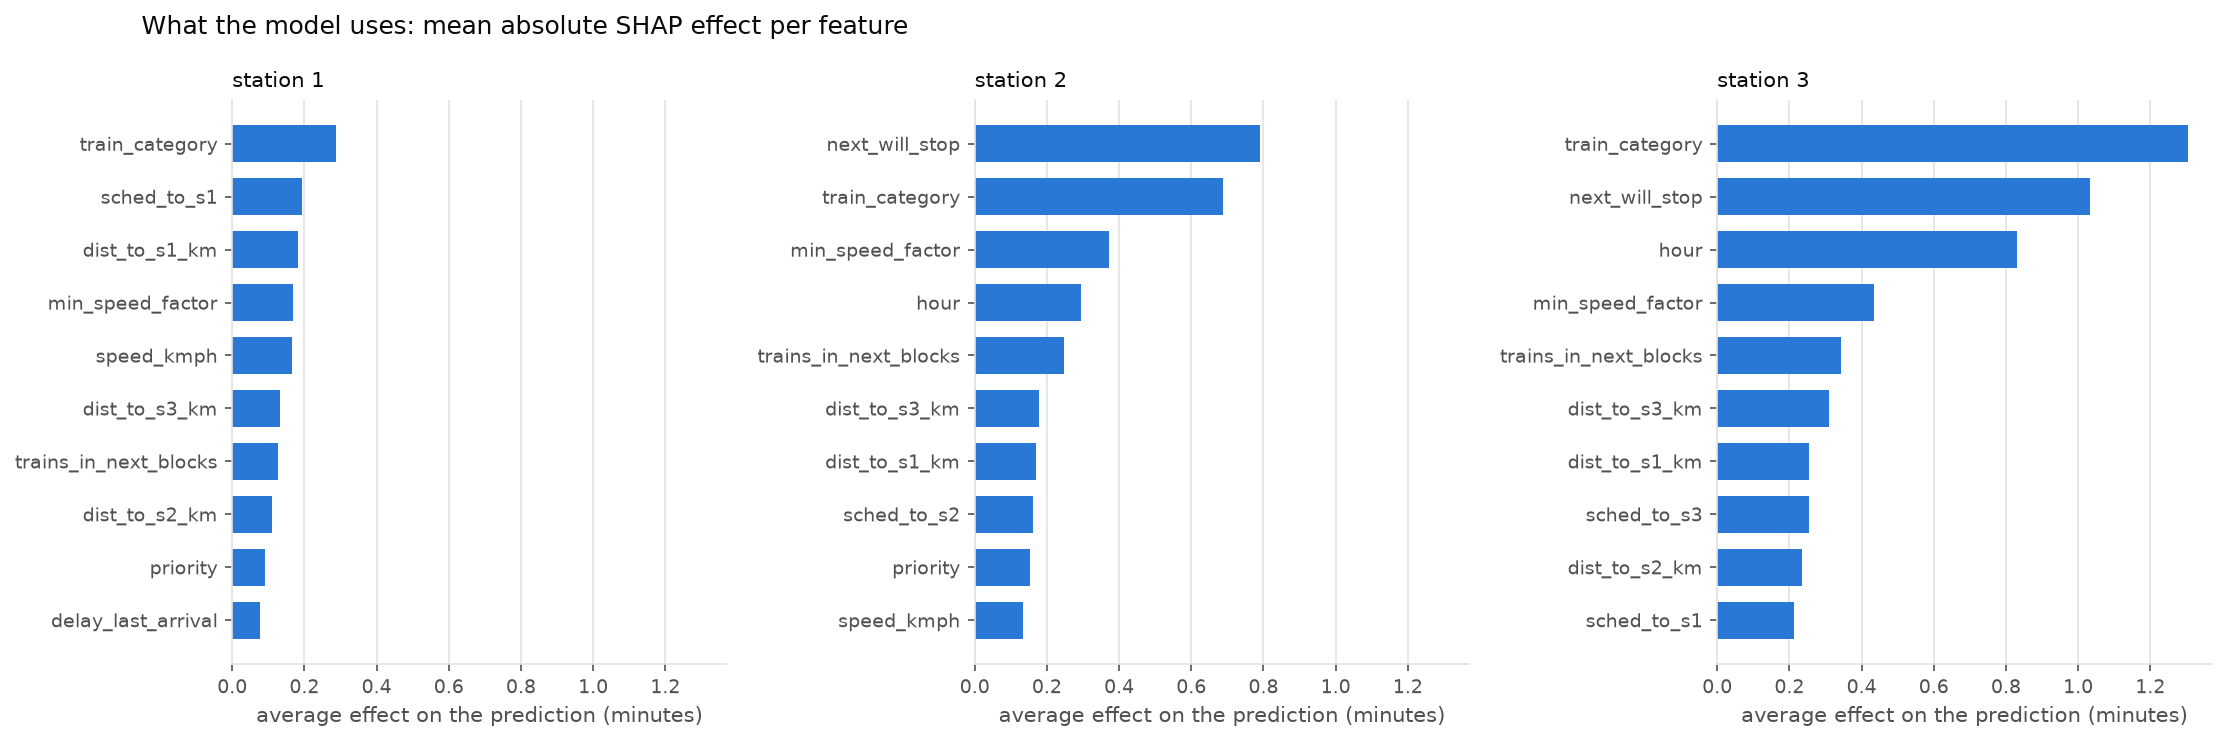 What the model uses: mean absolute SHAP effect per feature
station 1
train_category
sched_to_s1
dist_to_s1_km
min_speed_factor
speed_kmph
dist_to_s3_km
trains_in_next_blocks
dist_to_s2_km
priority
delay_last_arrival
0.0 0.2 0.4 0.6 0.8 1.0 1.2
average effect on the prediction (minutes)
station 2
next_will_stop
train_category
min_speed_factor
hour
trains_in_next_blocks
dist_to_s3_km
dist_to_s1_km
sched_to_s2
priority
speed_kmph
0.0 0.2 0.4 0.6 0.8 1.0 1.2
average effect on the prediction (minutes)
station 3
train_category
next_will_stop
hour
min_speed_factor
trains_in_next_blocks
dist_to_s3_km
dist_to_s1_km
sched_to_s3
dist_to_s2_km
sched_to_s1
0.0 0.2 0.4 0.6 0.8 1.0 1.2
average effect on the prediction (minutes)